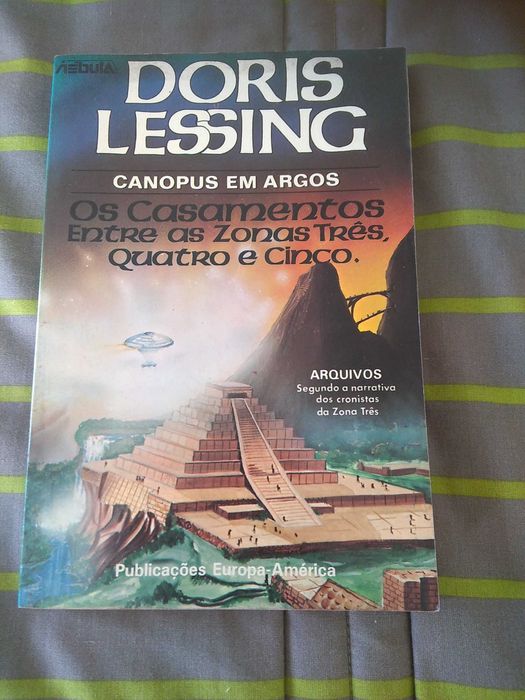 nebula
DORIS
LESSING
CANOPUS EM ARGOS
Os Casamentos
Entre as Zonas Três,
Quatro e Cinco.
ARQUIVOS
Segundo a narrativa
dos cronistas
da Zona Três
Publicações Europa-América